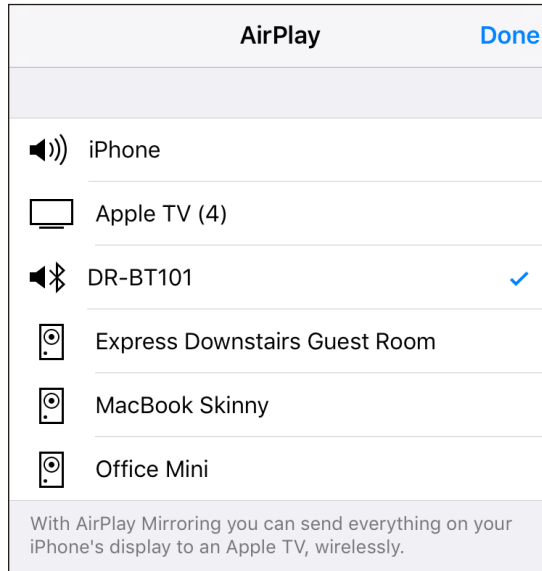 AirPlay Done
iPhone
Apple TV (4)
DR-BT101
Express Downstairs Guest Room
MacBook Skinny
Office Mini
With AirPlay Mirroring you can send everything on your
iPhone's display to an Apple TV, wirelessly.